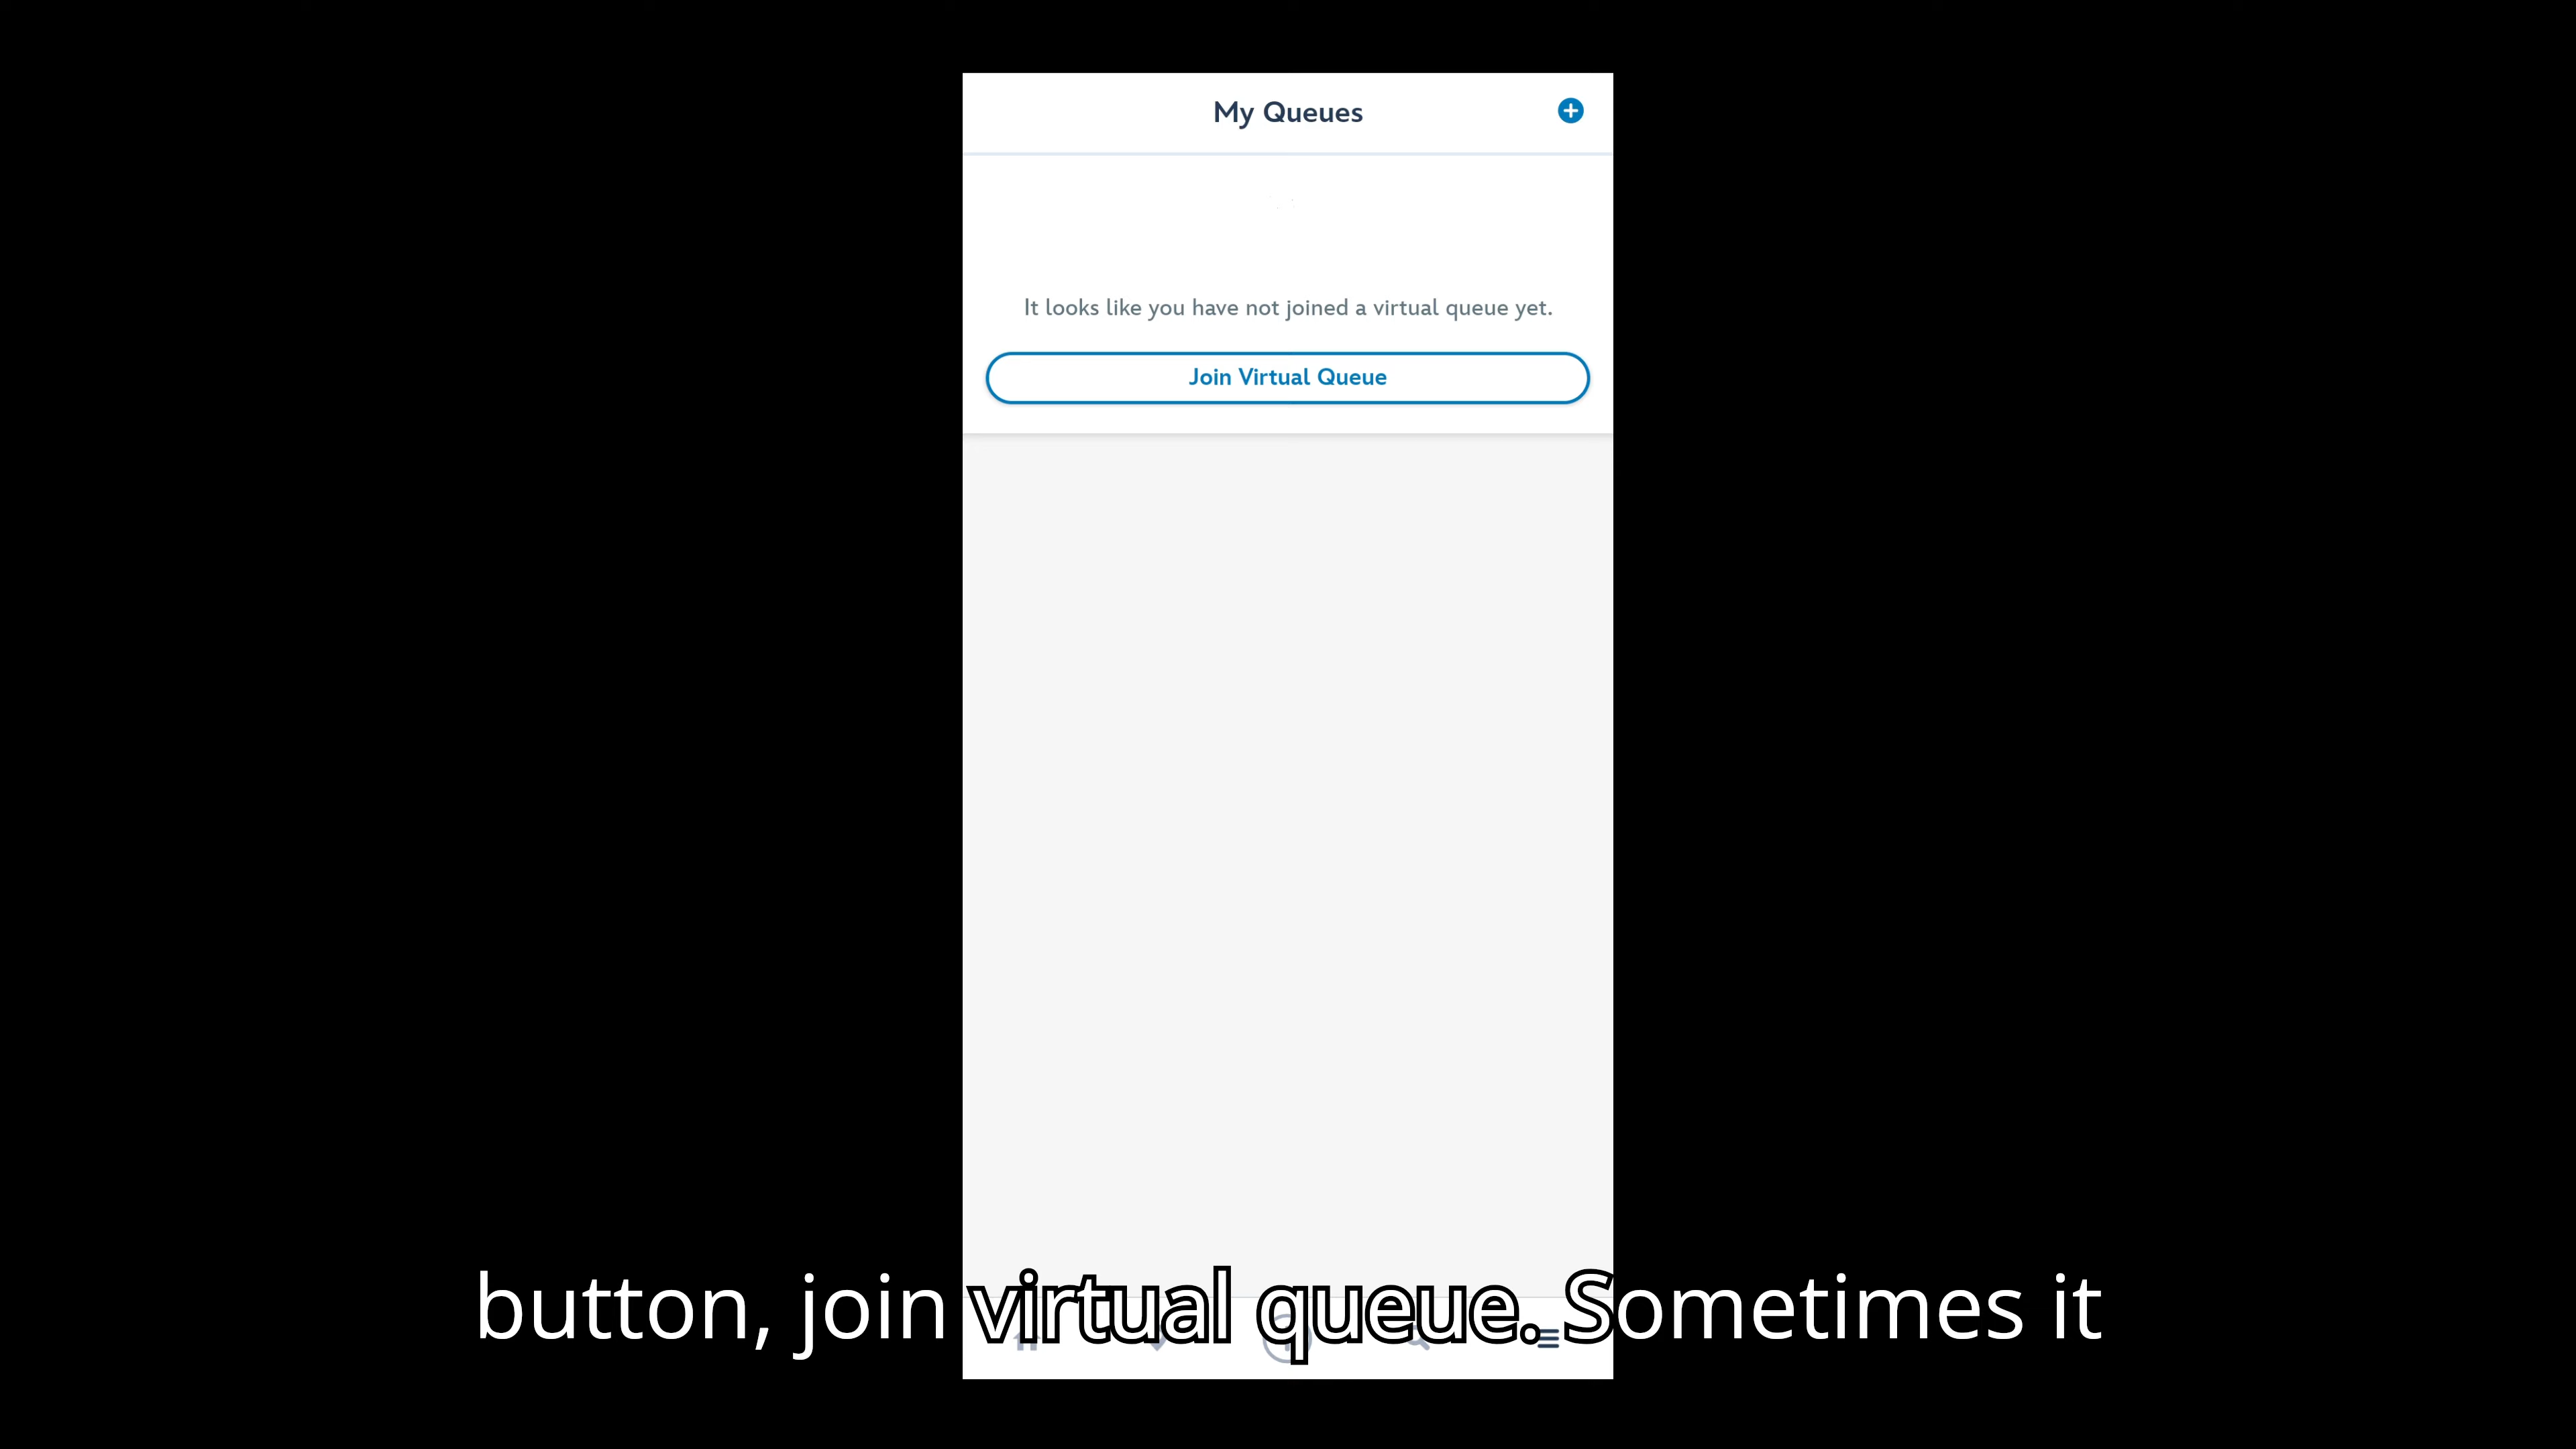 My Queues
It looks like you have not joined a virtual queue yet.
Join Virtual Queue
button, join virtual queue. Sometimes it